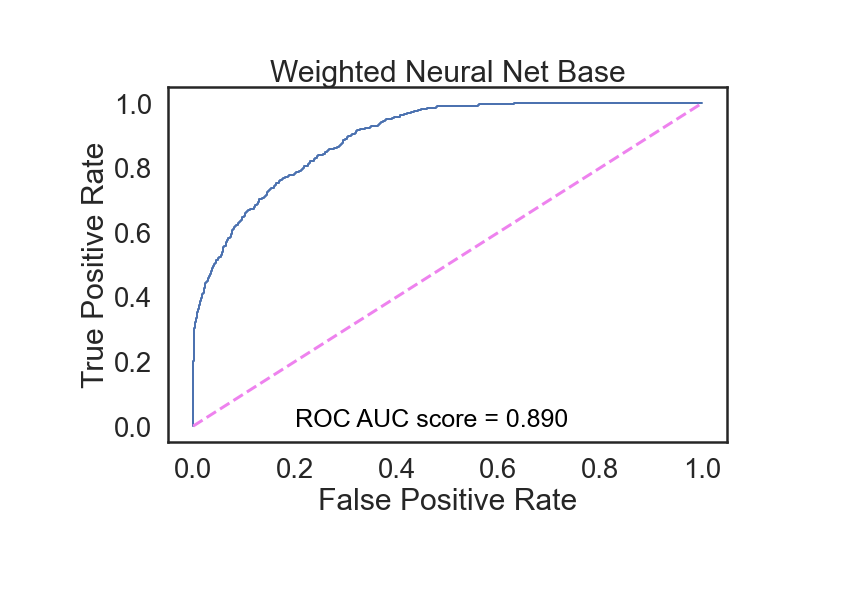 Weighted Neural Net Base
1.0
0.8
0.6
0.4
0.2
0.0
True Positive Rate
ROC AUC score = 0.890
0.0 0.2 0.4 0.6 0.8 1.0
False Positive Rate